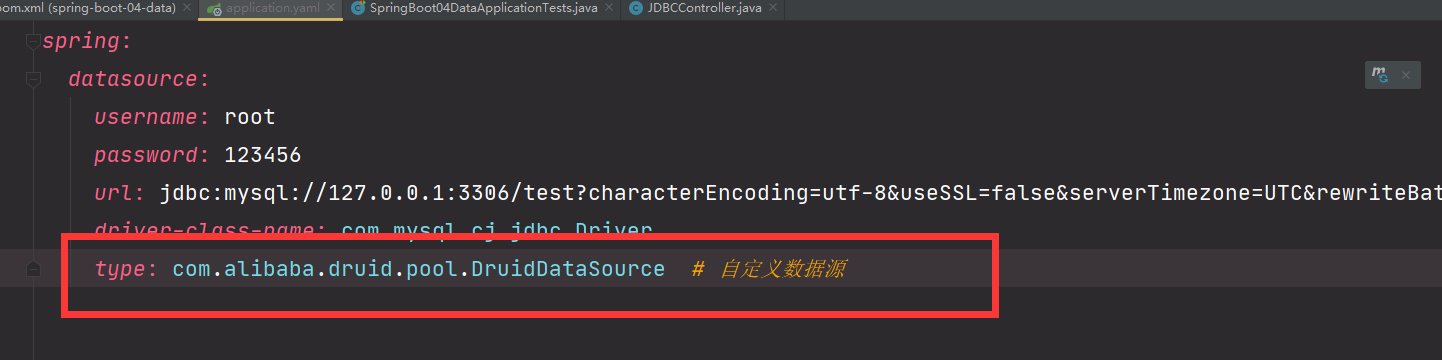 pom.xml (spring-boot-04-data) application.yaml SpringBoot04DataApplicationTests.java JDBCController.java
spring:
datasource:
username: root
password: 123456
url: jdbc:mysql://127.0.0.1:3306/test?characterEncoding=utf-8&useSSL=false&serverTimezone=UTC&rewriteBat
driver-class-name: com.mysql.cj.jdbc.Driver
type: com.alibaba.druid.pool.DruidDataSource # 自定义数据源